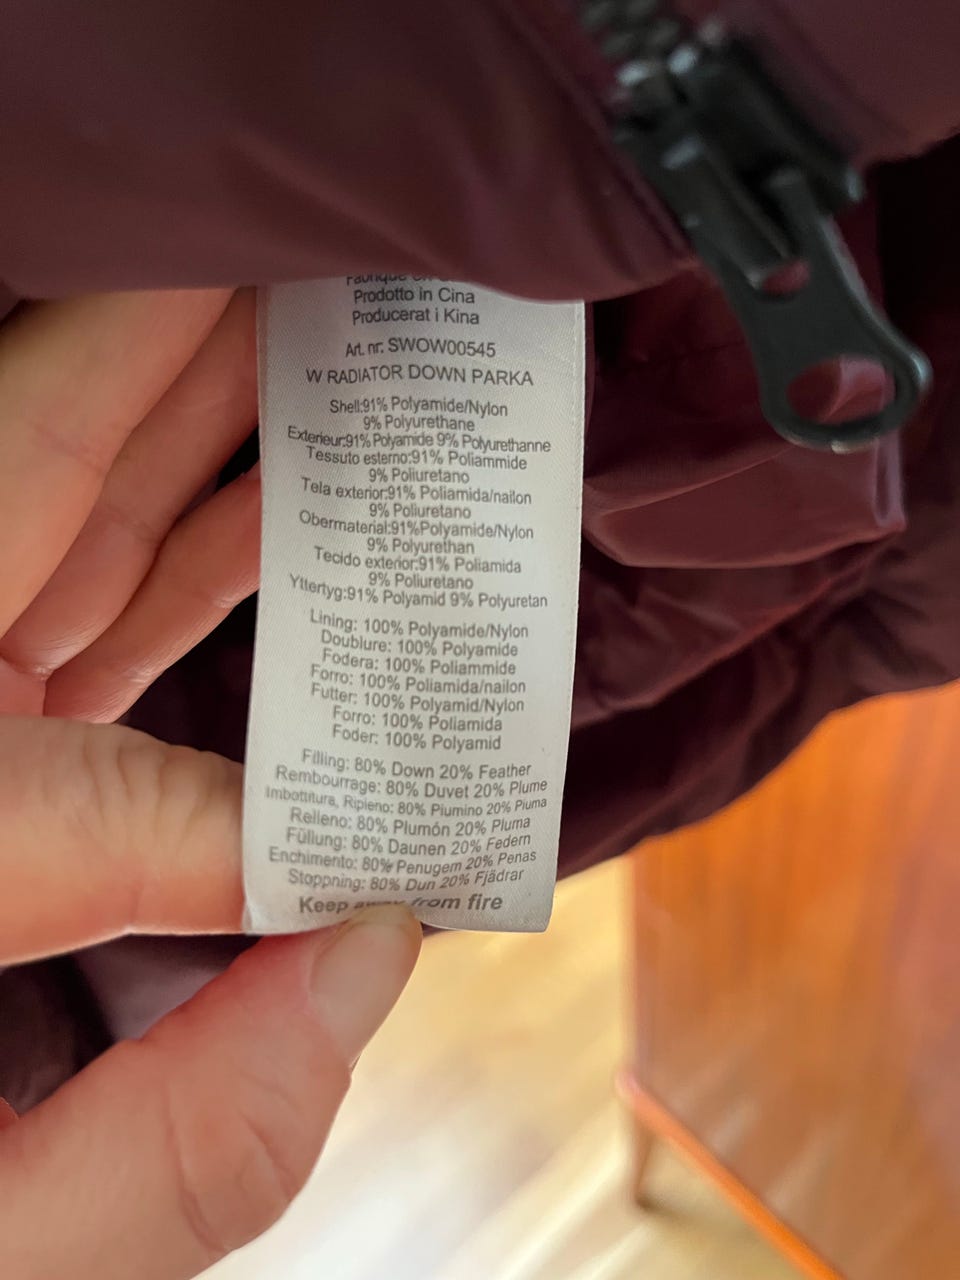 Prodotto in Cina
Producerat i Kina
Art. nr. SWOW00545
W RADIATOR DOWN PARKA
Shell:91% Polyamide/Nylon
9% Polyurethane
Exterieur:91% Polyamide 9% Polyurethanne
Tessuto esterno:91% Poliammide
9% Poliuretano
Tela exterior:91% Poliamida/nailon
9% Poliuretano
Obermaterial:91%Polyamide/Nylon
9% Polyurethan
Tecido exterior:91% Poliamida
9% Poliuretano
Yttertyg:91% Polyamid 9% Polyuretan
Lining: 100% Polyamide/Nylon
Doublure: 100% Polyamide
Fodera: 100% Poliammide
Forro: 100% Poliamida/nailon
Futter: 100% Polyamid/Nylon
Forro: 100% Poliamida
Foder: 100% Polyamid
Filling: 80% Down 20% Feather
Rembourrage: 80% Duvet 20% Plume
Imbottitura, Ripieno: 80% Piumino 20% Piuma
Relleno: 80% Plumón 20% Pluma
Füllung: 80% Daunen 20% Federn
Enchimento: 80% Penugem 20% Penas
Stoppning: 80% Dun 20% Fjädrar
Keep away from fire